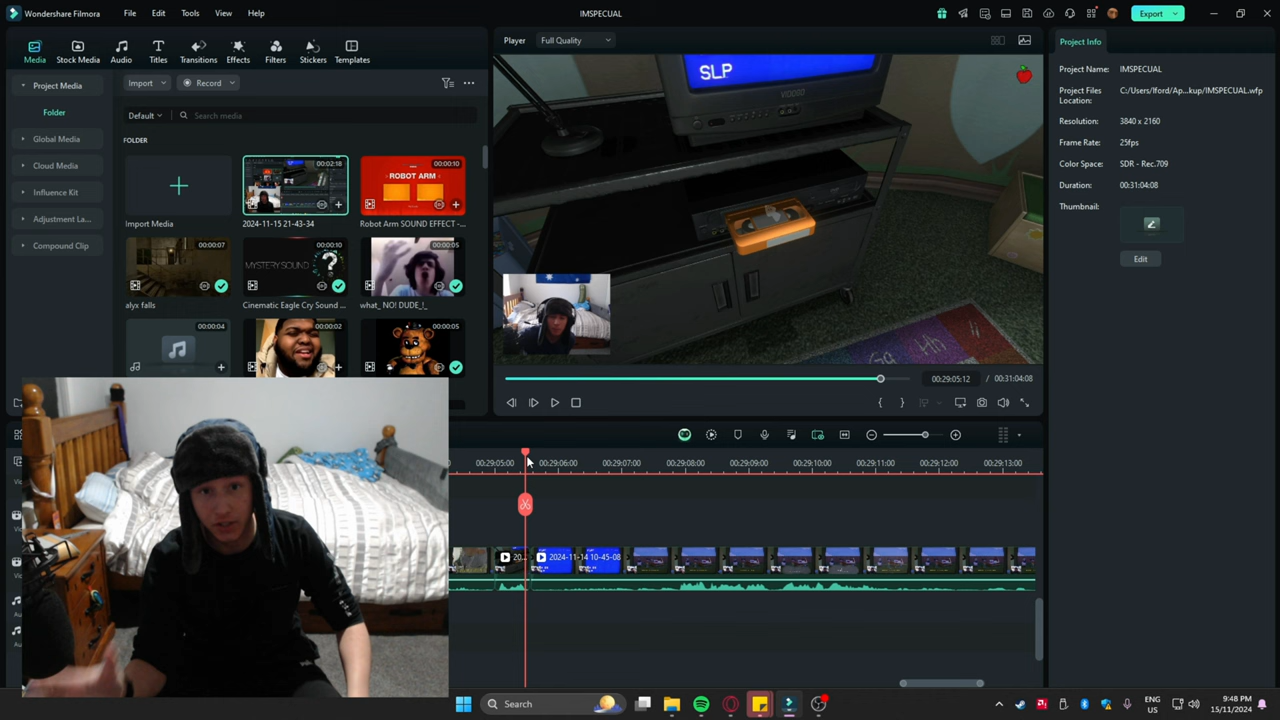 Wondershare Filmora File Edit Tools View Help IMSPECUAL Export
Media Stock Media Audio Titles Transitions Effects Filters Stickers Templates
Player Full Quality
Project Info
Project Media
Import Record
Folder
Default Search media
Global Media
FOLDER
Cloud Media
Influence Kit
Adjustment La...
Compound Clip
00:02:18
00:00:10
ROBOT ARM
Import Media 2024-11-15 21-43-34 Robot Arm SOUND EFFECT -...
00:00:07 00:00:10 00:00:05
MYSTERY SOUND ?
alyx falls Cinematic Eagle Cry Sound ... what_ NO! DUDE_!_
00:00:04 00:00:02 00:00:05
SLP
VIDOOO
Ga Hh
Project Name: IMSPECUAL
Project Files Location: C:/Users/lford/Ap...kup/IMSPECUAL.wfp
Resolution: 3840 x 2160
Frame Rate: 25fps
Color Space: SDR - Rec.709
Duration: 00:31:04:08
Thumbnail:
Edit
00:29:05:12 / 00:31:04:08
00:29:05:00 00:29:06:00 00:29:07:00 00:29:08:00 00:29:09:00 00:29:10:00 00:29:11:00 00:29:12:00 00:29:13:00
20... 2024-11-14 10-45-08
Search
ENG
US
9:48 PM
15/11/2024